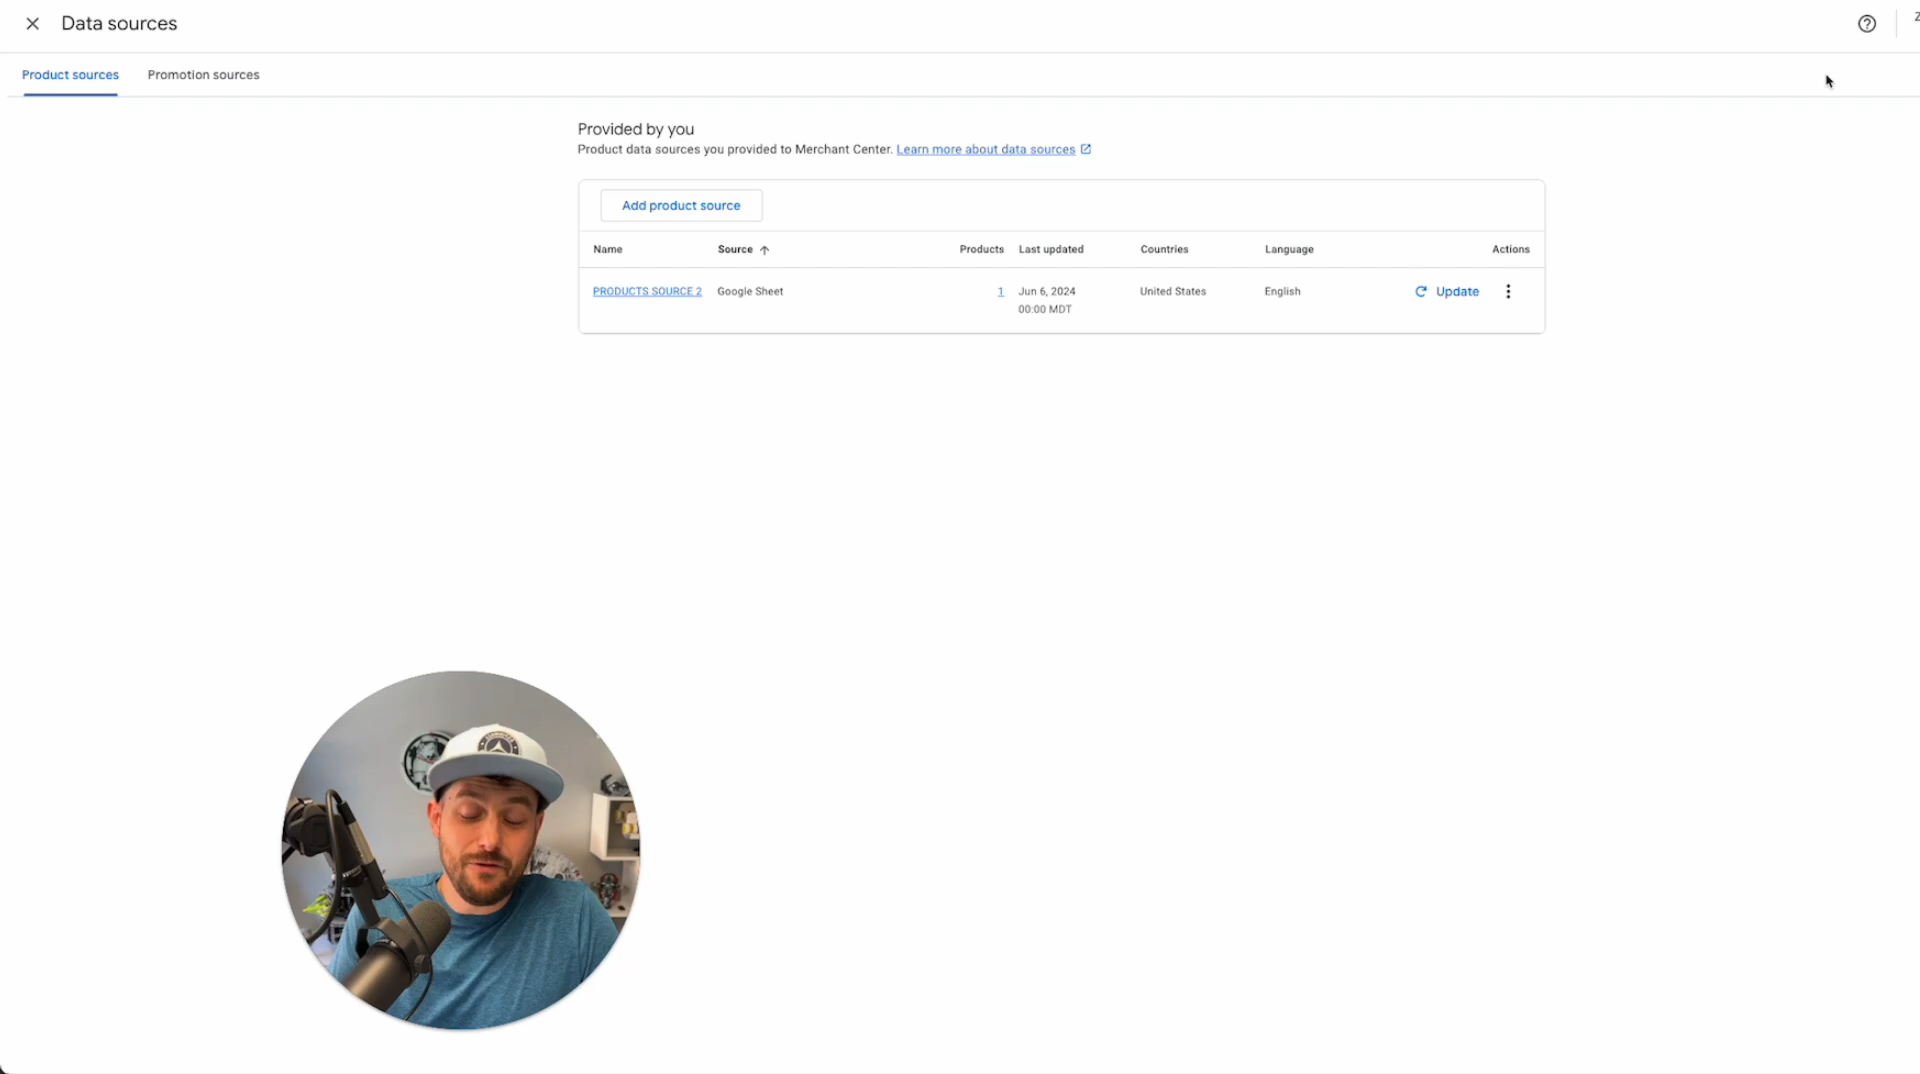 Data sources
Product sources
Promotion sources
Provided by you
Product data sources you provided to Merchant Center. Learn more about data sources
Add product source
Name Source Products Last updated Countries Language Actions
PRODUCTS SOURCE 2 Google Sheet 1 Jun 6, 2024 United States English Update
00:00 MDT